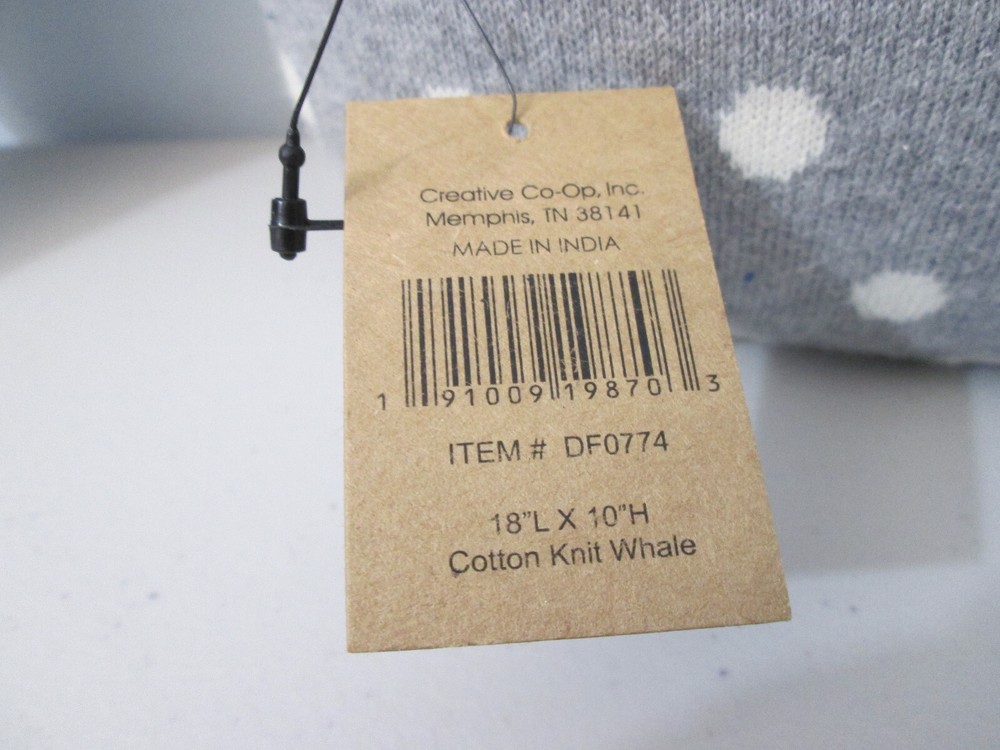 Creative Co-Op, Inc.
Memphis, TN 38141
MADE IN INDIA
1 91009 19870 3
ITEM # DF0774
18"L X 10"H
Cotton Knit Whale